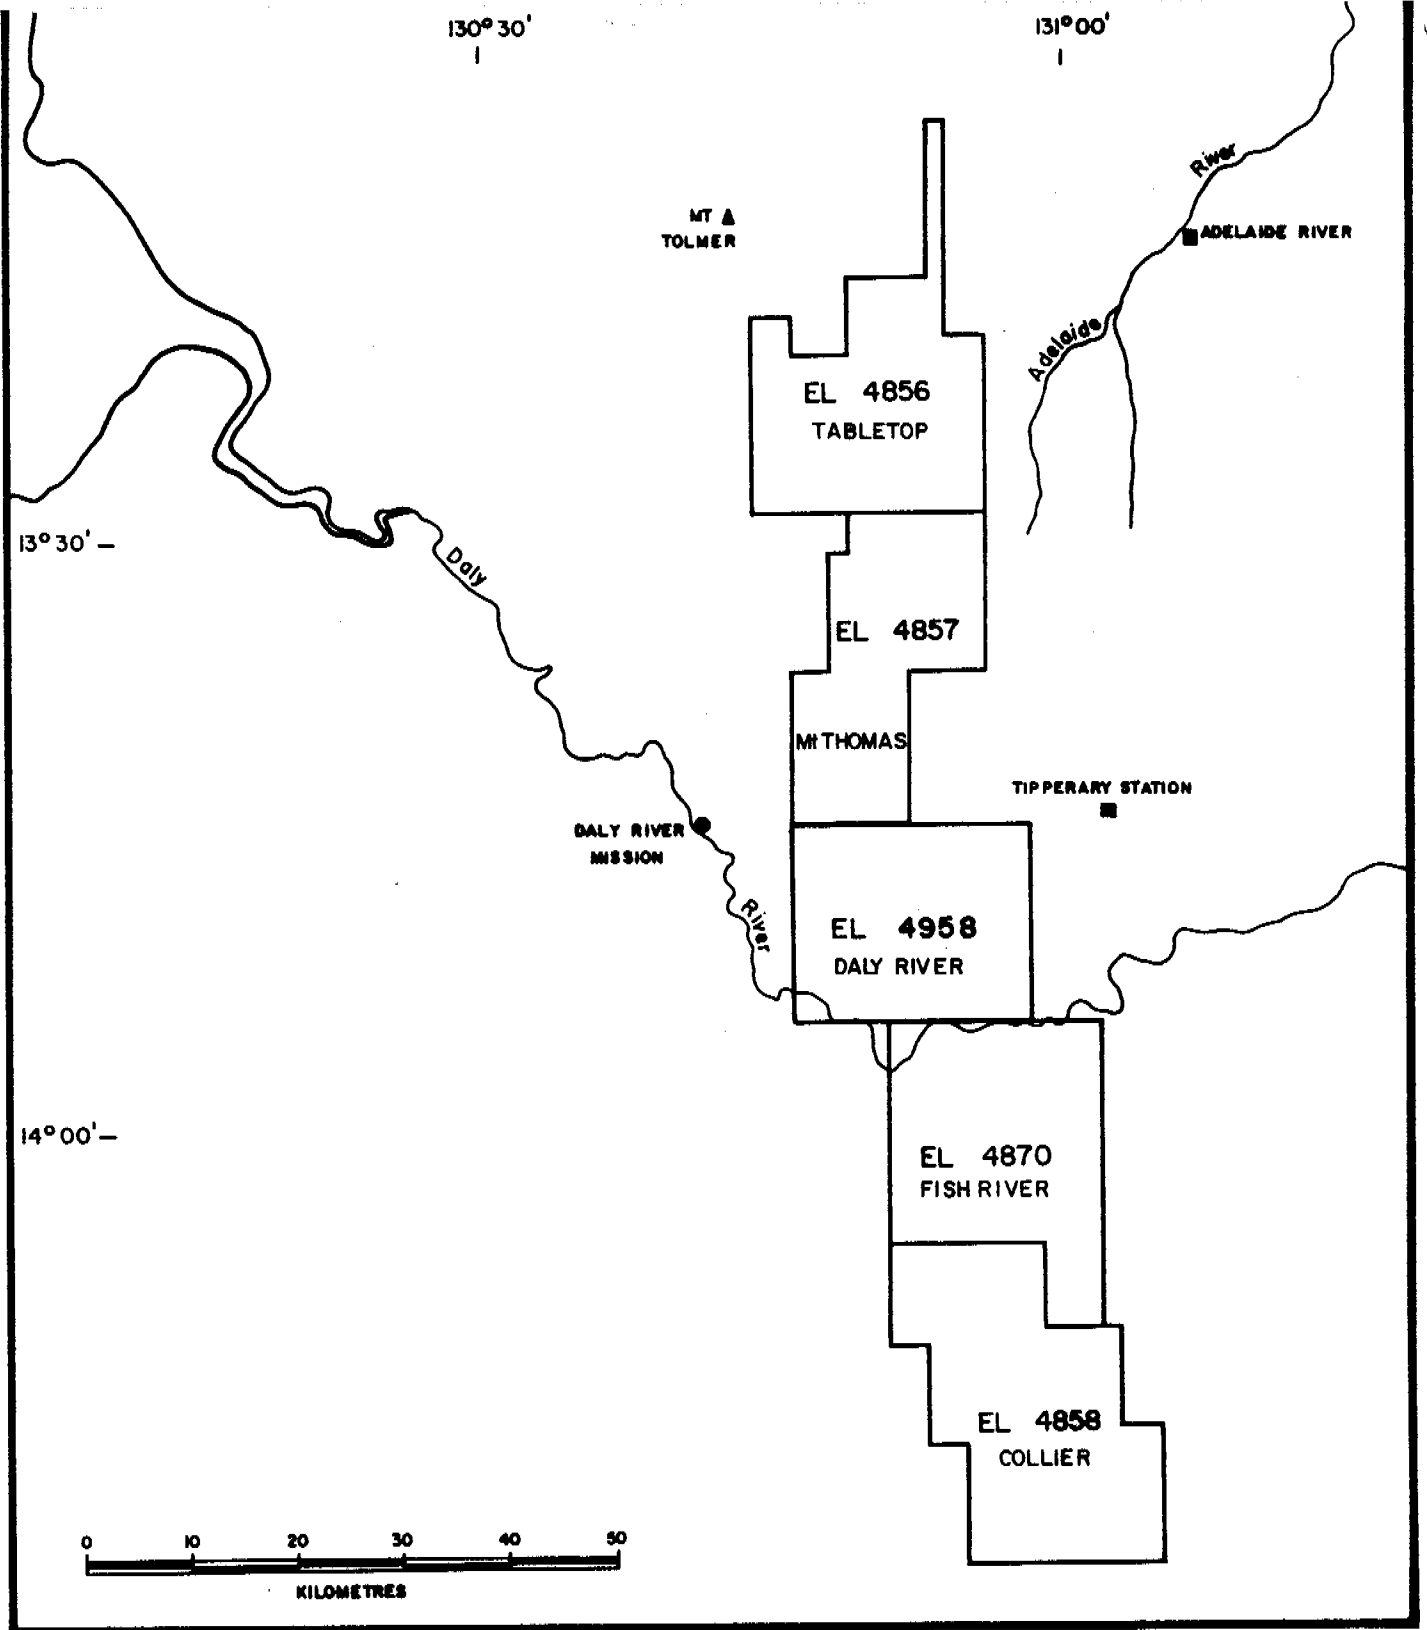 130° 30'
131° 00'
River
MT
TOLMER
ADELAIDE RIVER
Adelaide
EL 4856
TABLETOP
13° 30'
Daly
EL 4857
Mt THOMAS
TIPPERARY STATION
DALY RIVER
MISSION
River
EL 4958
DALY RIVER
14° 00'
EL 4870
FISH RIVER
EL 4858
COLLIER
0 10 20 30 40 50
KILOMETRES